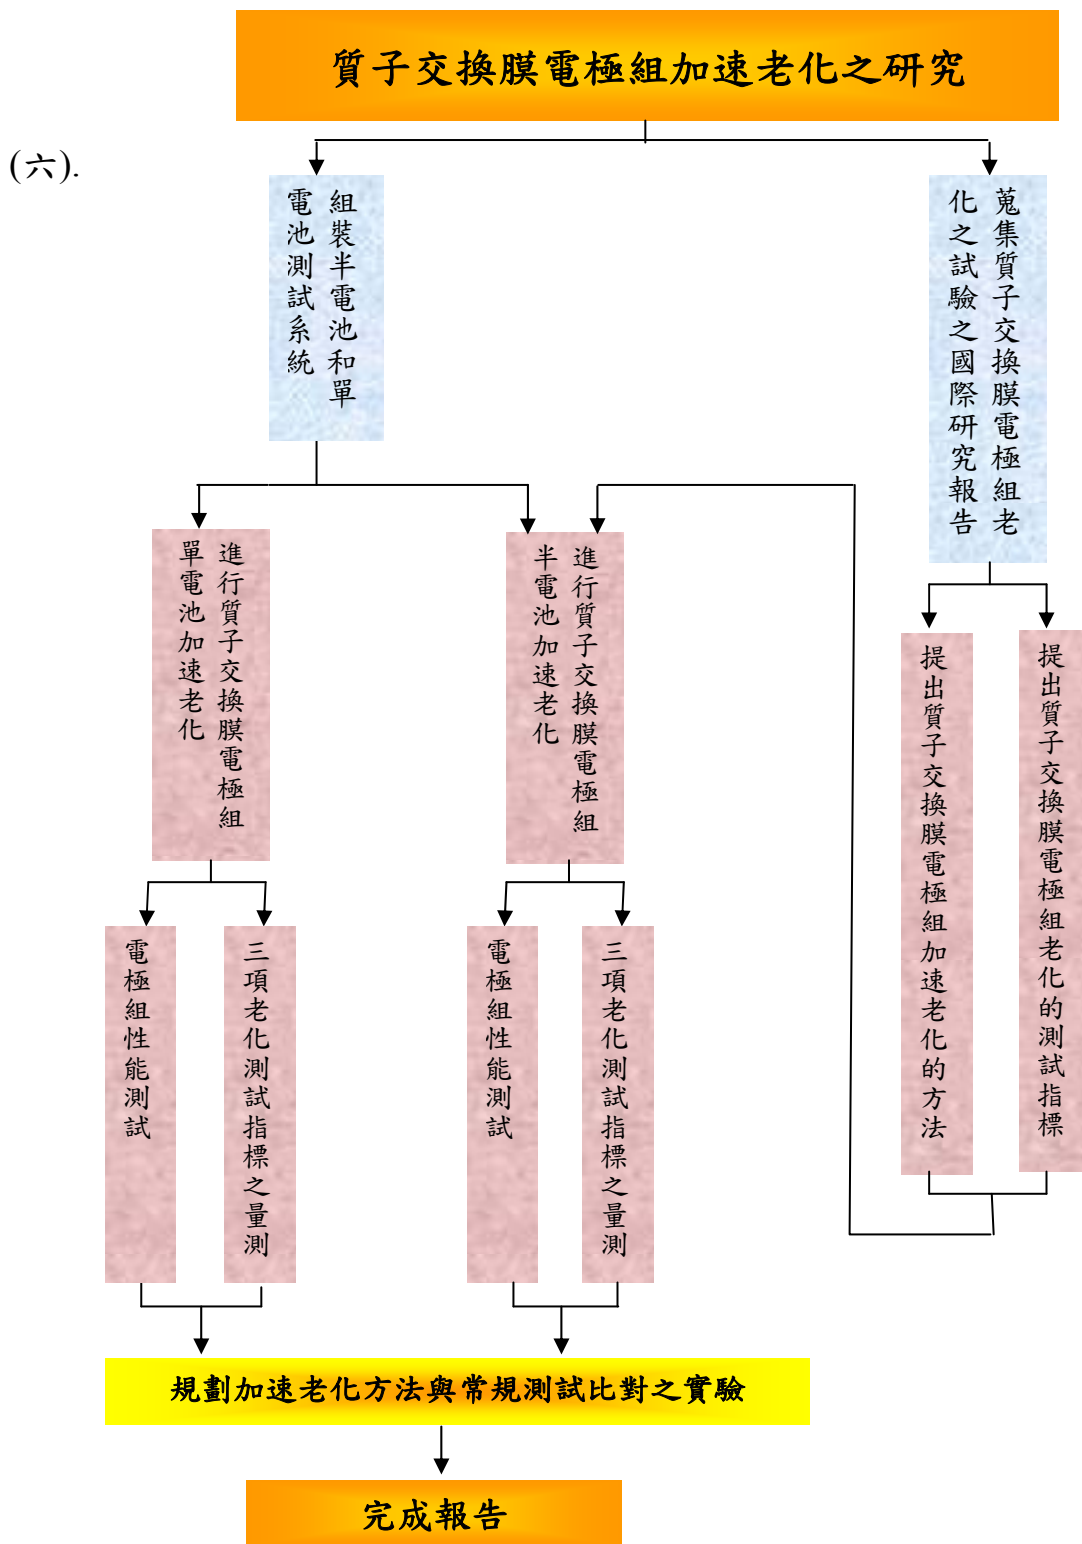 質子交換膜電極組加速老化之研究
(六).
組裝半電池和單
電池測試系統
蒐集質子交換膜電極組老
化之試驗之國際研究報告
進行質子交換膜電極組
單電池加速老化
進行質子交換膜電極組
半電池加速老化
提出質子交換膜電極組加速老化的方法
提出質子交換膜電極組老化的測試指標
電極組性能測試
三項老化測試指標之量測
電極組性能測試
三項老化測試指標之量測
規劃加速老化方法與常規測試比對之實驗
完成報告